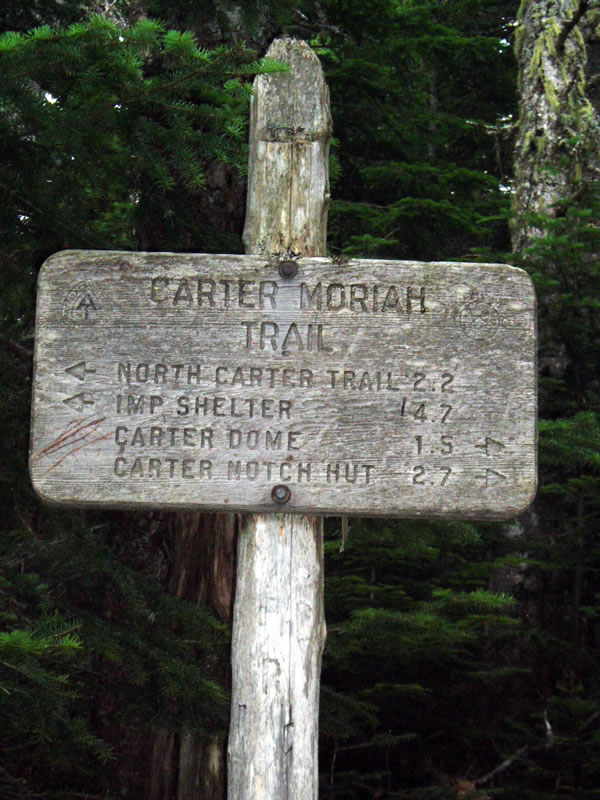 CARTER MORIAH
TRAIL
NORTH CARTER TRAIL 2.2
IMP SHELTER 4.7
CARTER DOME 1.5
CARTER NOTCH HUT 2.7